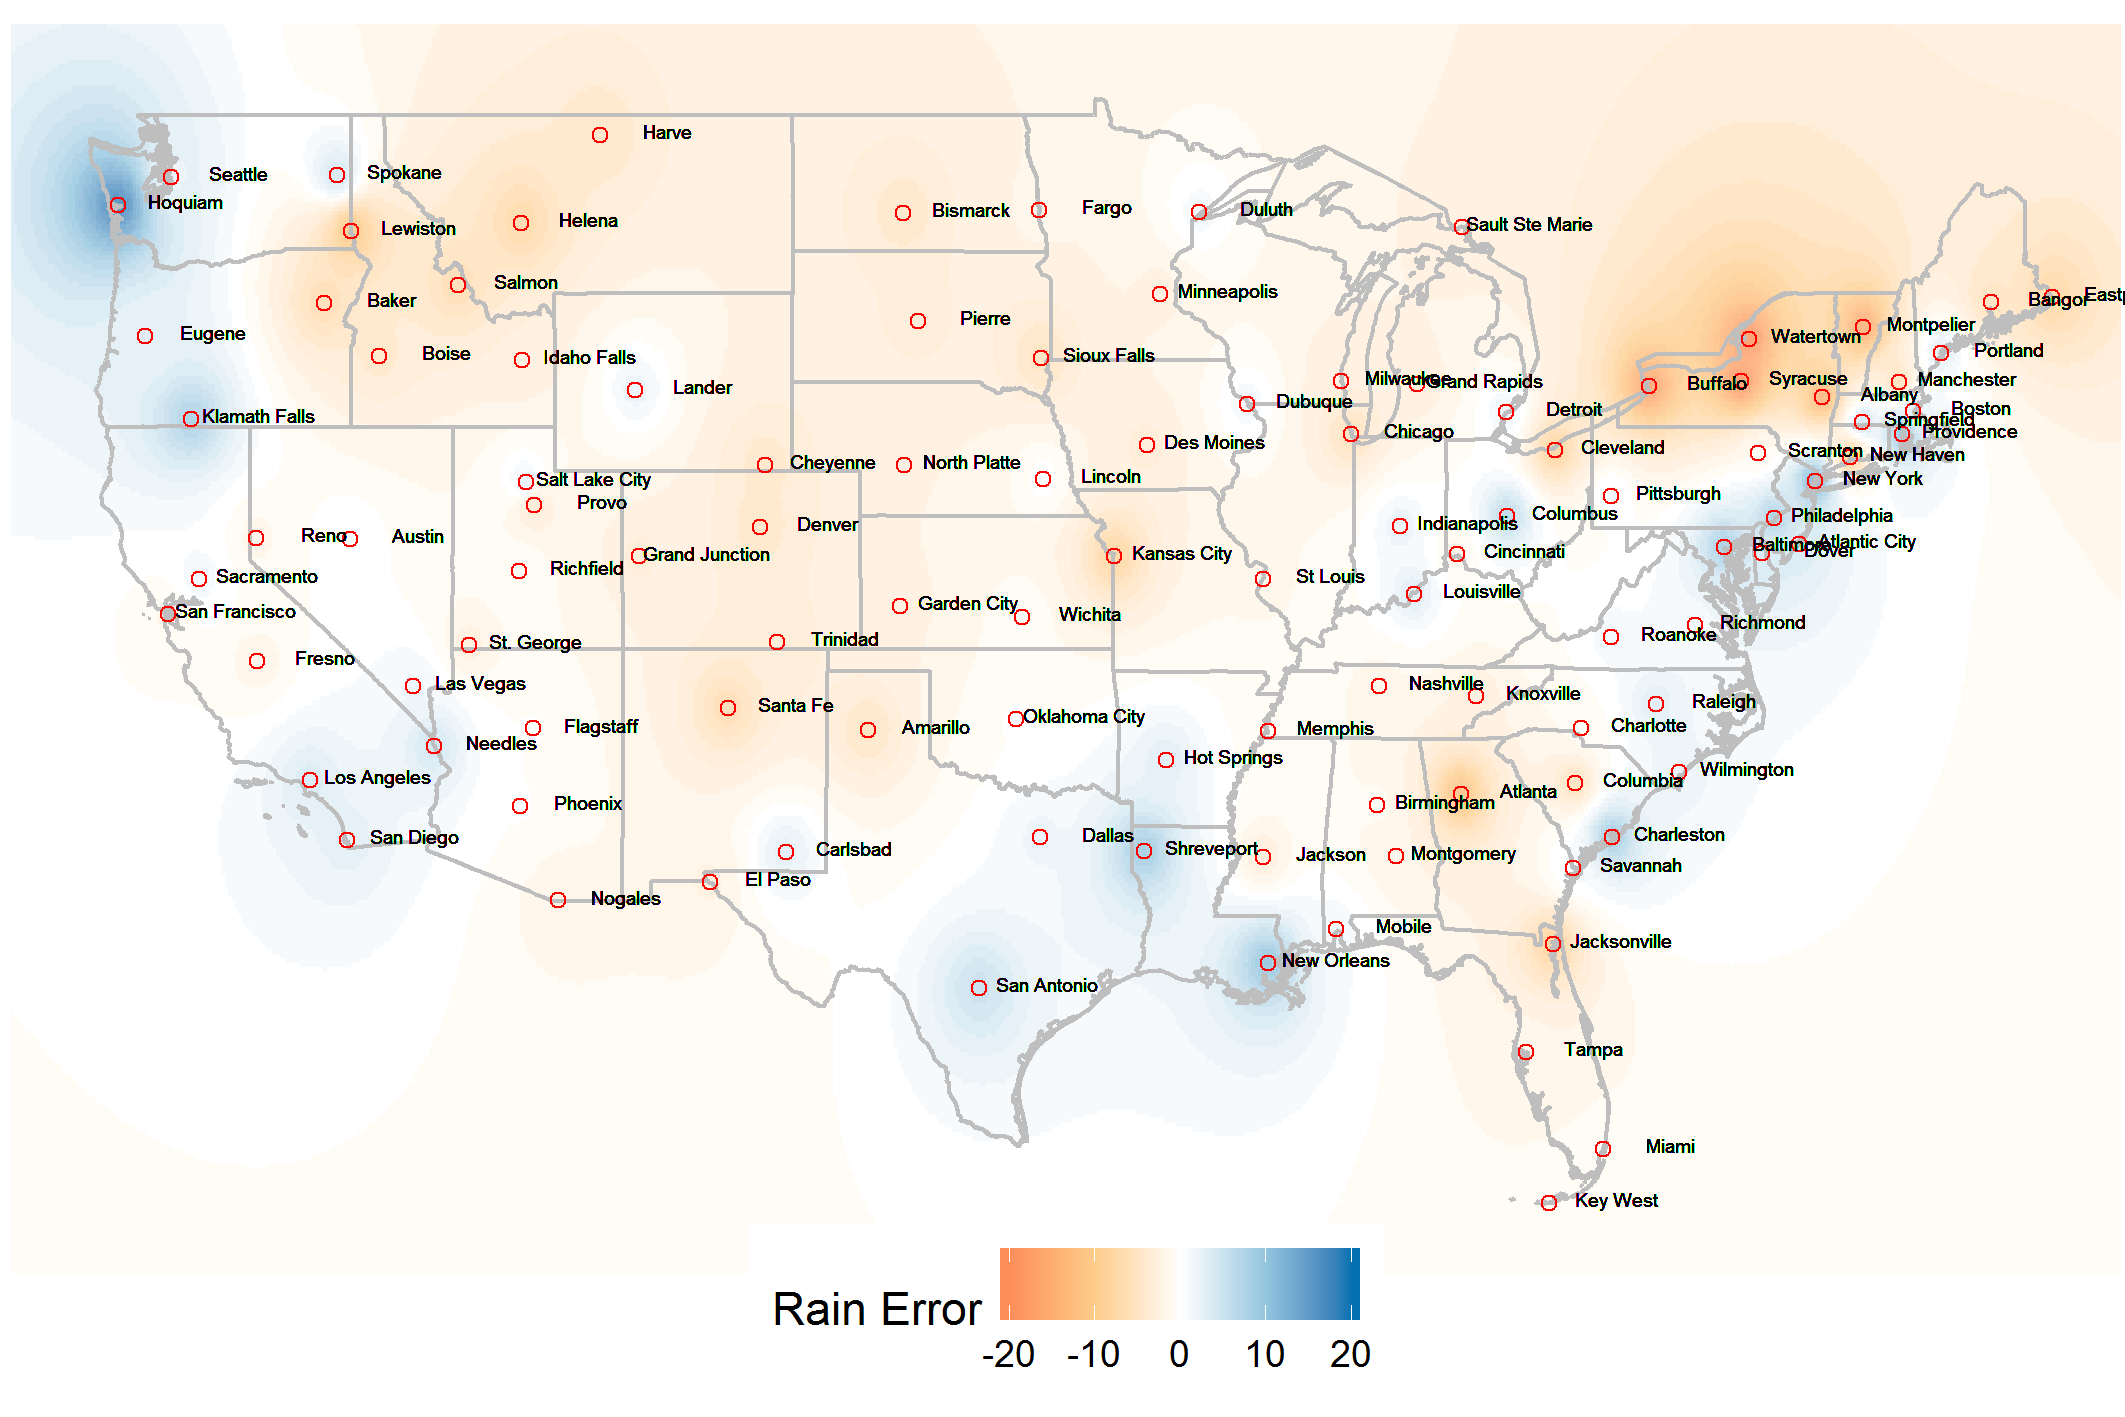 Harve
Seattle
Spokane
Hoquiam
Lewiston
Helena
Bismarck
Fargo
Duluth
Sault Ste Marie
Salmon
Baker
Minneapolis
Bangor
Eastp
Eugene
Boise
Idaho Falls
Pierre
Sioux Falls
Watertown
Montpelier
Portland
Lander
Milwaukee
Grand Rapids
Buffalo
Syracuse
Manchester
Klamath Falls
Dubuque
Detroit
Albany
Boston
Springfield
Chicago
Des Moines
Providence
Cleveland
Scranton
New Haven
Cheyenne
North Platte
Lincoln
New York
Salt Lake City
Provo
Pittsburgh
Columbus
Philadelphia
Denver
Indianapolis
Reno
Austin
Baltimore
Atlantic City
Dover
Grand Junction
Kansas City
Cincinnati
Richfield
Sacramento
St Louis
Louisville
San Francisco
Garden City
Wichita
Richmond
Roanoke
St. George
Trinidad
Fresno
Las Vegas
Nashville
Knoxville
Raleigh
Santa Fe
Flagstaff
Amarillo
Oklahoma City
Memphis
Charlotte
Needles
Hot Springs
Wilmington
Los Angeles
Columbia
Phoenix
Birmingham
Atlanta
San Diego
Dallas
Charleston
Carlsbad
Shreveport
Jackson
Montgomery
Savannah
El Paso
Nogales
Mobile
Jacksonville
New Orleans
San Antonio
Tampa
Miami
Key West
Rain Error
-20 -10 0 10 20